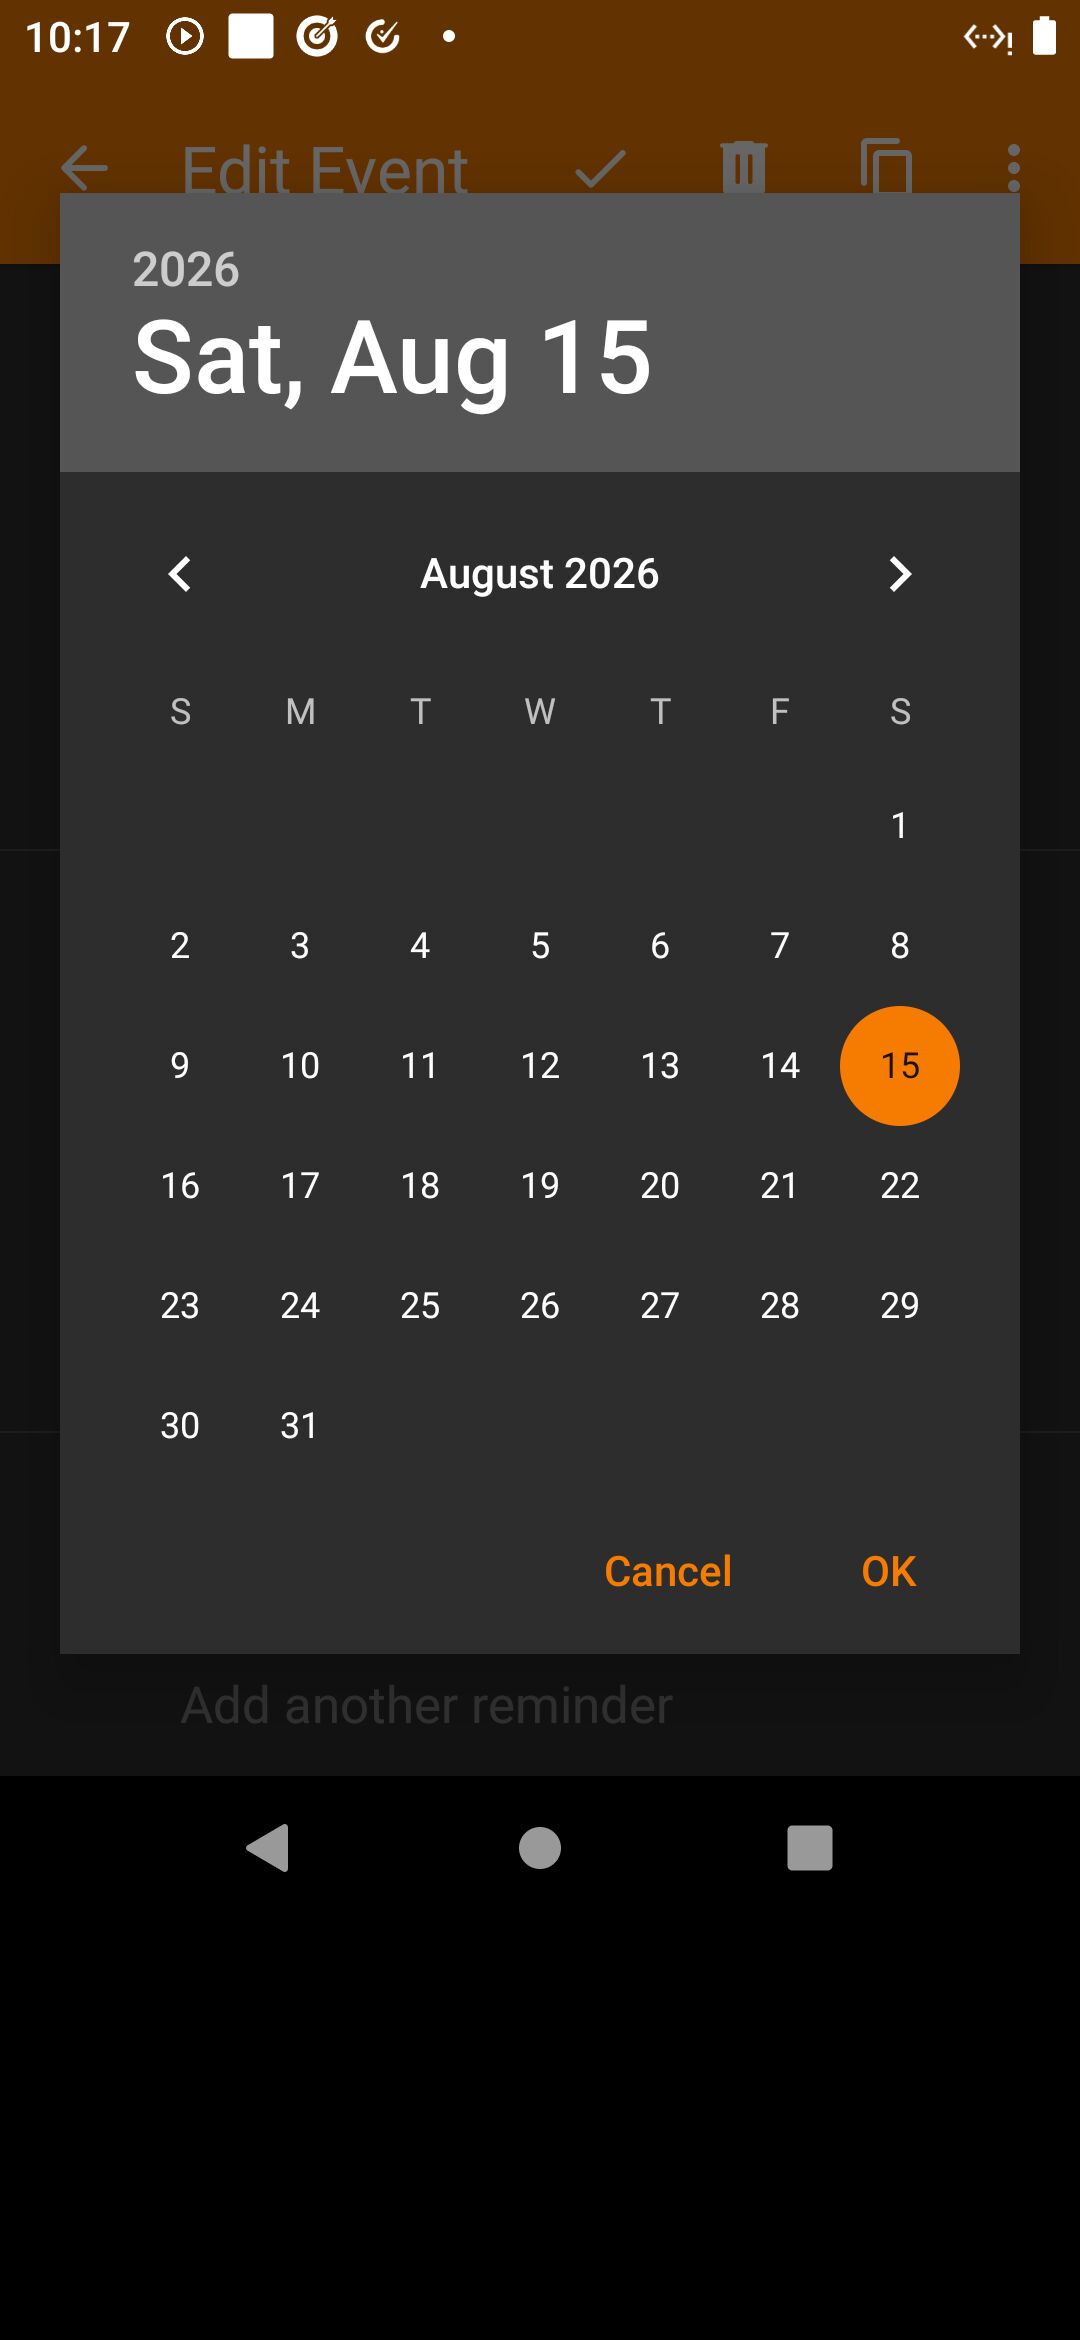 10:17
Edit Event
2026
Sat, Aug 15
August 2026
S M T W T F S
1
2 3 4 5 6 7 8
9 10 11 12 13 14 15
16 17 18 19 20 21 22
23 24 25 26 27 28 29
30 31
Cancel OK
Add another reminder